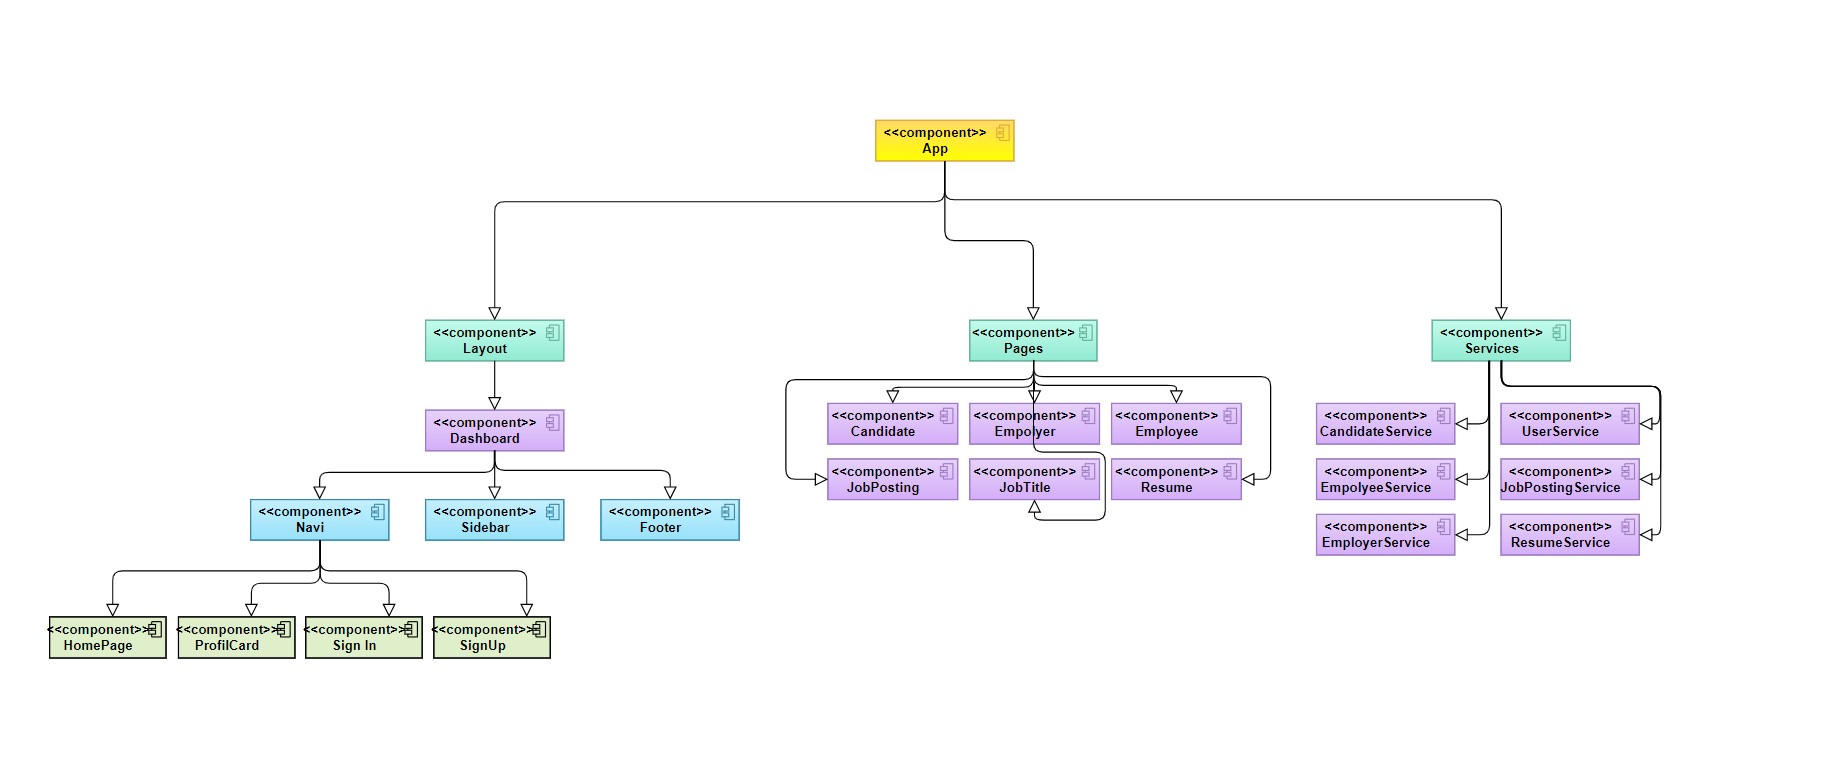 <<component>>
App
<<component>>
Layout
<<component>>
Pages
<<component>>
Services
<<component>>
Dashboard
<<component>>
Candidate
<<component>>
Empolyer
<<component>>
Employee
<<component>>
JobPosting
<<component>>
JobTitle
<<component>>
Resume
<<component>>
CandidateService
<<component>>
UserService
<<component>>
EmpolyeeService
<<component>>
JobPostingService
<<component>>
EmployerService
<<component>>
ResumeService
<<component>>
Navi
<<component>>
Sidebar
<<component>>
Footer
<<component>>
HomePage
<<component>>
ProfilCard
<<component>>
Sign In
<<component>>
SignUp